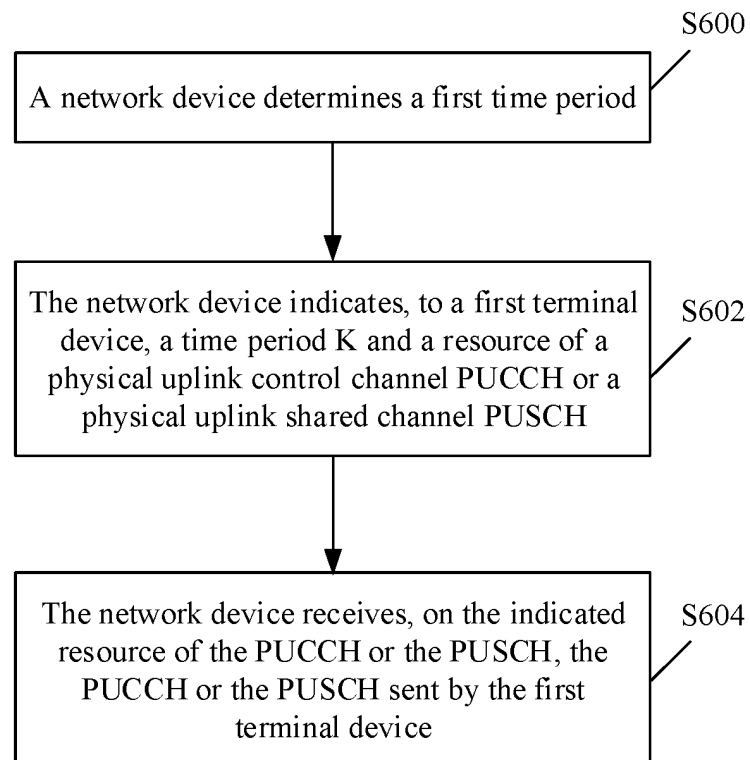 S600
A network device determines a first time period
The network device indicates, to a first terminal
device, a time period K and a resource of a
physical uplink control channel PUCCH or a
physical uplink shared channel PUSCH
S602
The network device receives, on the indicated
resource of the PUCCH or the PUSCH, the
PUCCH or the PUSCH sent by the first
terminal device
S604